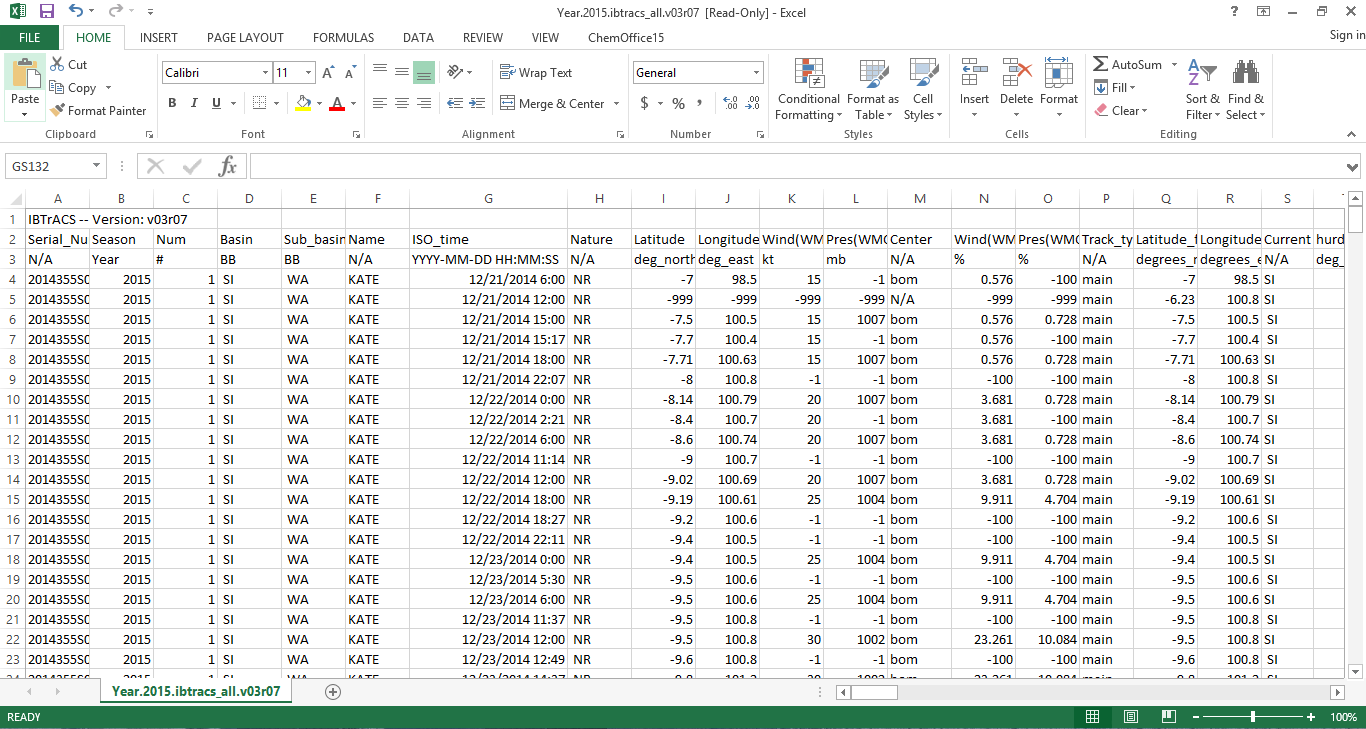 Year.2015.ibtracs_all.v03r07 [Read-Only] - Excel
FILE HOME INSERT PAGE LAYOUT FORMULAS DATA REVIEW VIEW ChemOffice15 Sign in
Paste Cut Copy Format Painter Clipboard
Calibri 11 B I U A A A Font
Wrap Text Merge & Center Alignment
General $ % , Number
Conditional Formatting Format as Table Cell Styles Styles
Insert Delete Format Cells
AutoSum Fill Clear Sort & Filter Find & Select Editing
GS132 fx
A B C D E F G H I J K L M N O P Q R S
1 IBTrACS -- Version: v03r07
2 Serial_Nu Season Num Basin Sub_basin Name ISO_time Nature Latitude Longitude Wind(WM Pres(WMC Center Wind(WM Pres(WMC Track_ty Latitude_ Longitude Current hurd
3 N/A Year # BB BB N/A YYYY-MM-DD HH:MM:SS N/A deg_north deg_east kt mb N/A % % N/A degrees_n degrees_e N/A deg_
4 2014355S0 2015 1 SI WA KATE 12/21/2014 6:00 NR -7 98.5 15 -1 bom 0.576 -100 main -7 98.5 SI
5 2014355S0 2015 1 SI WA KATE 12/21/2014 12:00 NR -999 -999 -999 -999 N/A -999 -999 main -6.23 100.8 SI
6 2014355S0 2015 1 SI WA KATE 12/21/2014 15:00 NR -7.5 100.5 15 1007 bom 0.576 0.728 main -7.5 100.5 SI
7 2014355S0 2015 1 SI WA KATE 12/21/2014 15:17 NR -7.7 100.4 15 -1 bom 0.576 -100 main -7.7 100.4 SI
8 2014355S0 2015 1 SI WA KATE 12/21/2014 18:00 NR -7.71 100.63 15 1007 bom 0.576 0.728 main -7.71 100.63 SI
9 2014355S0 2015 1 SI WA KATE 12/21/2014 22:07 NR -8 100.8 -1 -1 bom -100 -100 main -8 100.8 SI
10 2014355S0 2015 1 SI WA KATE 12/22/2014 0:00 NR -8.14 100.79 20 1007 bom 3.681 0.728 main -8.14 100.79 SI
11 2014355S0 2015 1 SI WA KATE 12/22/2014 2:21 NR -8.4 100.7 20 -1 bom 3.681 -100 main -8.4 100.7 SI
12 2014355S0 2015 1 SI WA KATE 12/22/2014 6:00 NR -8.6 100.74 20 1007 bom 3.681 0.728 main -8.6 100.74 SI
13 2014355S0 2015 1 SI WA KATE 12/22/2014 11:14 NR -9 100.7 -1 -1 bom -100 -100 main -9 100.7 SI
14 2014355S0 2015 1 SI WA KATE 12/22/2014 12:00 NR -9.02 100.69 20 1007 bom 3.681 0.728 main -9.02 100.69 SI
15 2014355S0 2015 1 SI WA KATE 12/22/2014 18:00 NR -9.19 100.61 25 1004 bom 9.911 4.704 main -9.19 100.61 SI
16 2014355S0 2015 1 SI WA KATE 12/22/2014 18:27 NR -9.2 100.6 -1 -1 bom -100 -100 main -9.2 100.6 SI
17 2014355S0 2015 1 SI WA KATE 12/22/2014 22:11 NR -9.4 100.5 -1 -1 bom -100 -100 main -9.4 100.5 SI
18 2014355S0 2015 1 SI WA KATE 12/23/2014 0:00 NR -9.4 100.5 25 1004 bom 9.911 4.704 main -9.4 100.5 SI
19 2014355S0 2015 1 SI WA KATE 12/23/2014 5:30 NR -9.5 100.6 -1 -1 bom -100 -100 main -9.5 100.6 SI
20 2014355S0 2015 1 SI WA KATE 12/23/2014 6:00 NR -9.5 100.6 25 1004 bom 9.911 4.704 main -9.5 100.6 SI
21 2014355S0 2015 1 SI WA KATE 12/23/2014 11:37 NR -9.5 100.8 -1 -1 bom -100 -100 main -9.5 100.8 SI
22 2014355S0 2015 1 SI WA KATE 12/23/2014 12:00 NR -9.5 100.8 30 1002 bom 23.261 10.084 main -9.5 100.8 SI
23 2014355S0 2015 1 SI WA KATE 12/23/2014 12:49 NR -9.6 100.8 -1 -1 bom -100 -100 main -9.6 100.8 SI
Year.2015.ibtracs_all.v03r07
READY 100%